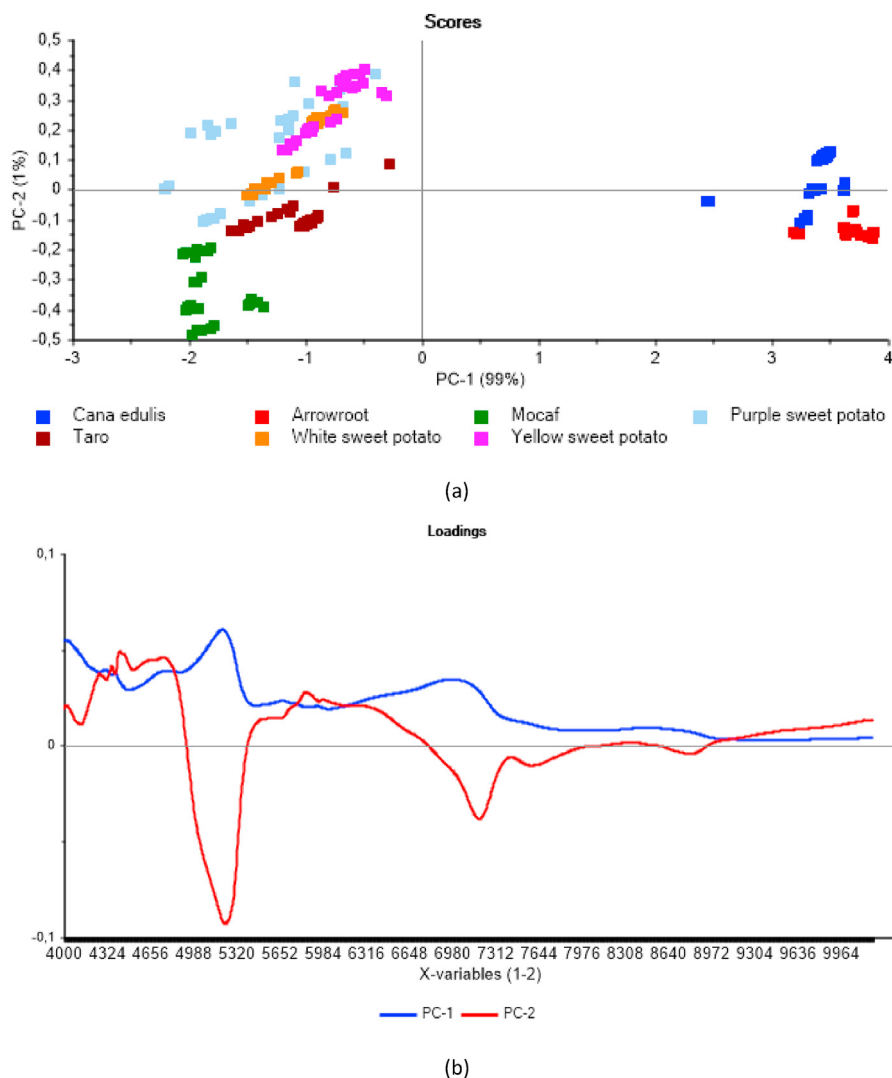 Scores
0,5
0,4
0,3
0,2
0,1
0
-0,1
-0,2
-0,3
-0,4
-0,5
PC-2 (1%)
-3 -2 -1 0 1 2 3 4
PC-1 (99%)
Cana edulis Arrowroot Mocaf Purple sweet potato
Taro White sweet potato Yellow sweet potato
(a)
Loadings
0,1
0
-0,1
4000 4324 4656 4988 5320 5652 5984 6316 6648 6980 7312 7644 7976 8308 8640 8972 9304 9636 9964
X-variables (1-2)
PC-1 PC-2
(b)